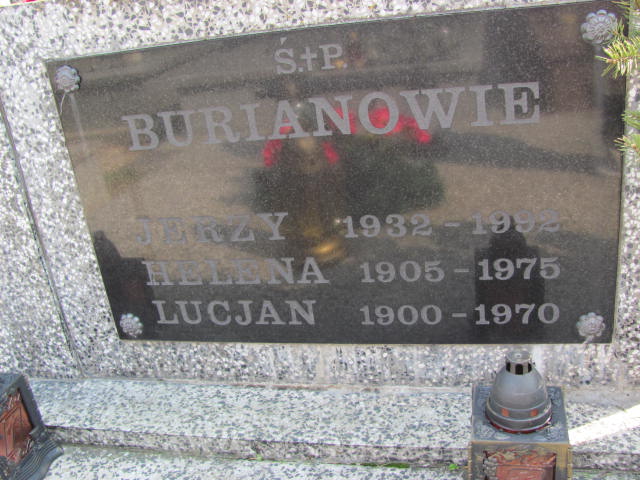 Ś.†P.
BURIANOWIE
JERZY 1932-1992
HELENA 1905-1975
LUCJAN 1900-1970